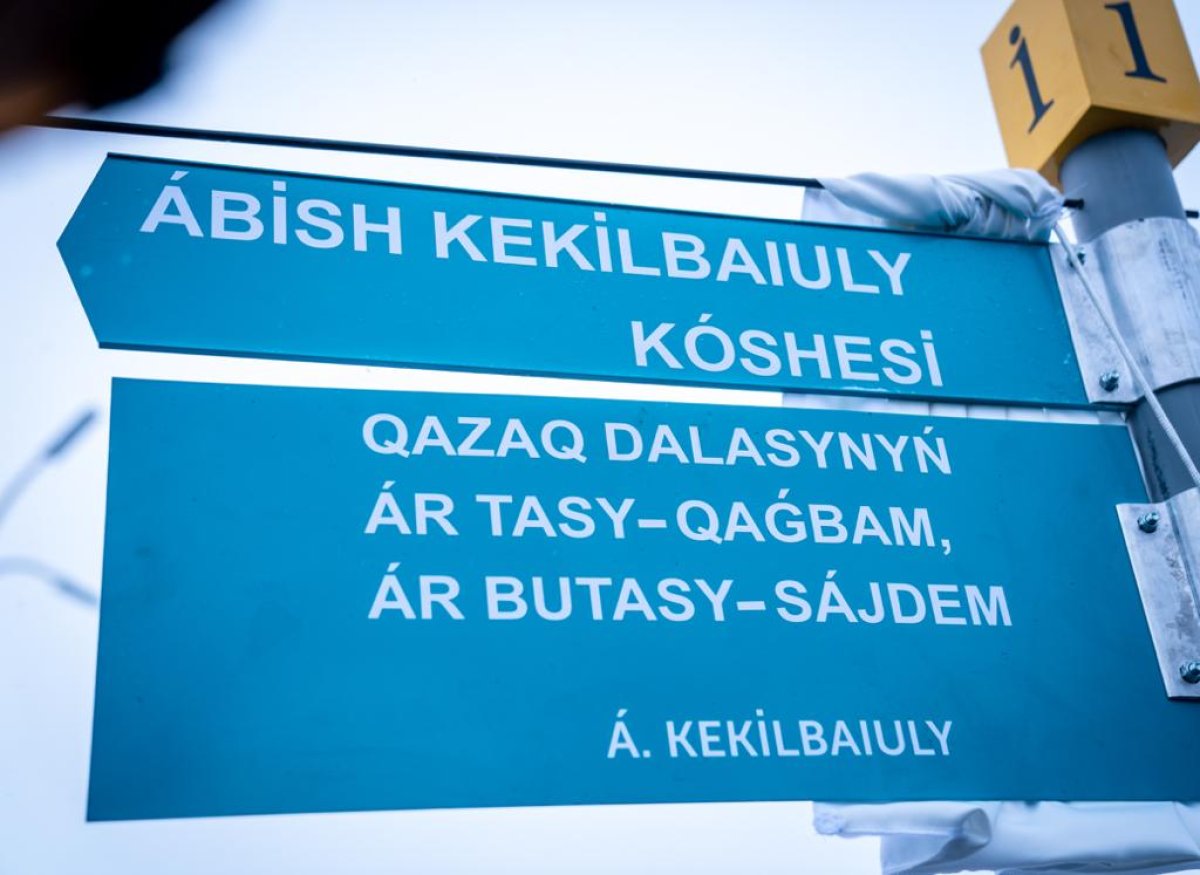 i i
ÁBİSH KEKİLBAIULY
KÓSHESİ
QAZAQ DALASYNYŃ
ÁR TASY–QAǴBAM,
ÁR BUTASY–SÁJDEM
Á. KEKİLBAIULY